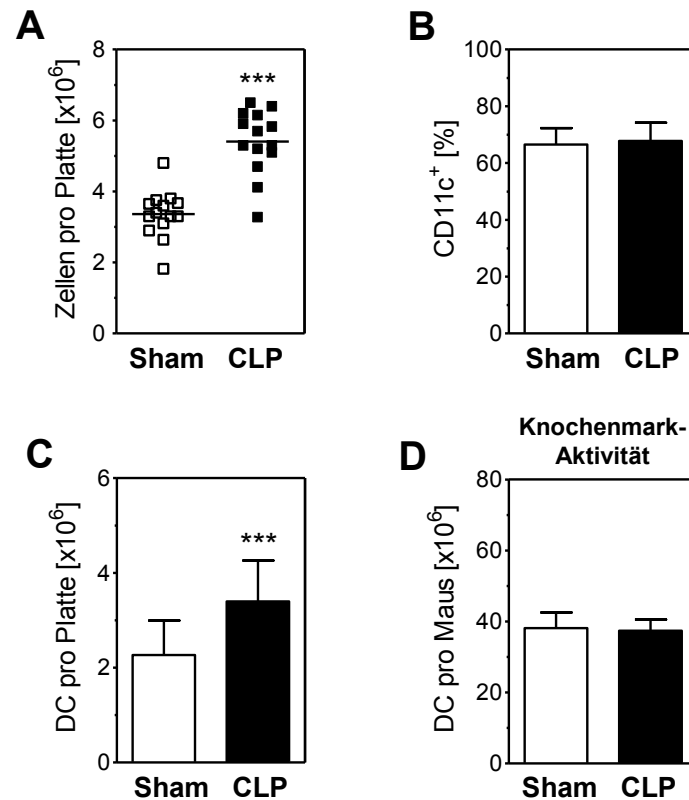 A
Zellen pro Platte [x10⁶]
8
6
4
2
0
***
Sham CLP
B
CD11c⁺ [%]
100
80
60
40
20
0
Sham CLP
C
DC pro Platte [x10⁶]
6
4
2
0
***
Sham CLP
D
Knochenmark-
Aktivität
DC pro Maus [x10⁶]
80
60
40
20
0
Sham CLP